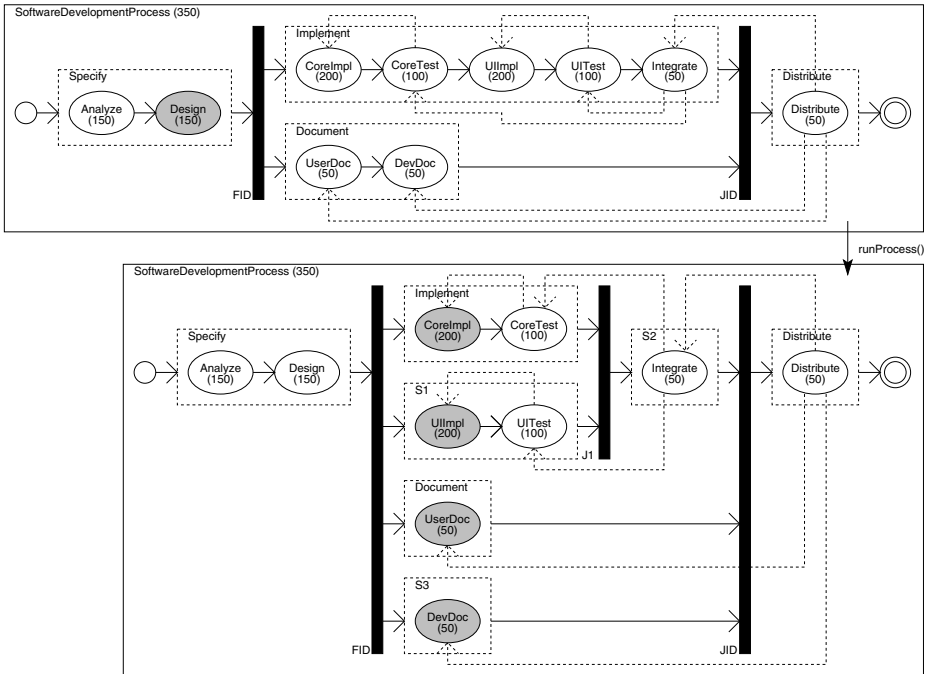 SoftwareDevelopmentProcess (350)
Implement
CoreImpl
(200)
CoreTest
(100)
UIImpl
(200)
UITest
(100)
Integrate
(50)
Specify
Analyze
(150)
Design
(150)
Distribute
Distribute
(50)
Document
UserDoc
(50)
DevDoc
(50)
FID
JID
runProcess()
SoftwareDevelopmentProcess (350)
Implement
CoreImpl
(200)
CoreTest
(100)
Specify
Analyze
(150)
Design
(150)
S2
Integrate
(50)
Distribute
Distribute
(50)
S1
UIImpl
(200)
UITest
(100)
J1
Document
UserDoc
(50)
S3
DevDoc
(50)
FID
JID